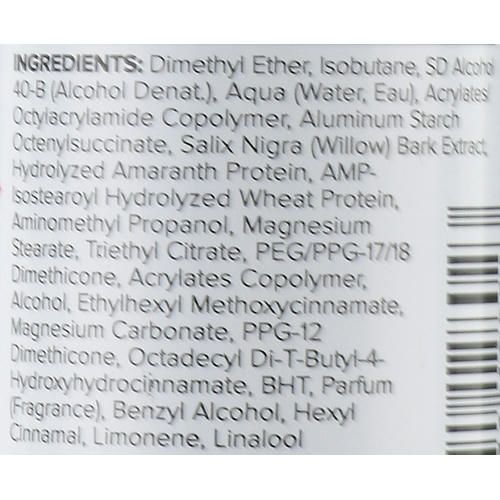 INGREDIENTS: Dimethyl Ether, Isobutane, SD Alcohol
40-B (Alcohol Denat.), Aqua (Water, Eau), Acrylates
Octylacrylamide Copolymer, Aluminum Starch
Octenylsuccinate, Salix Nigra (Willow) Bark Extract,
Hydrolyzed Amaranth Protein, AMP-
Isostearoyl Hydrolyzed Wheat Protein,
Aminomethyl Propanol, Magnesium
Stearate, Triethyl Citrate, PEG/PPG-17/18
Dimethicone, Acrylates Copolymer,
Alcohol, Ethylhexyl Methoxycinnamate,
Magnesium Carbonate, PPG-12
Dimethicone, Octadecyl Di-T-Butyl-4-
Hydroxyhydrocinnamate, BHT, Parfum
(Fragrance), Benzyl Alcohol, Hexyl
Cinnamal, Limonene, Linalool